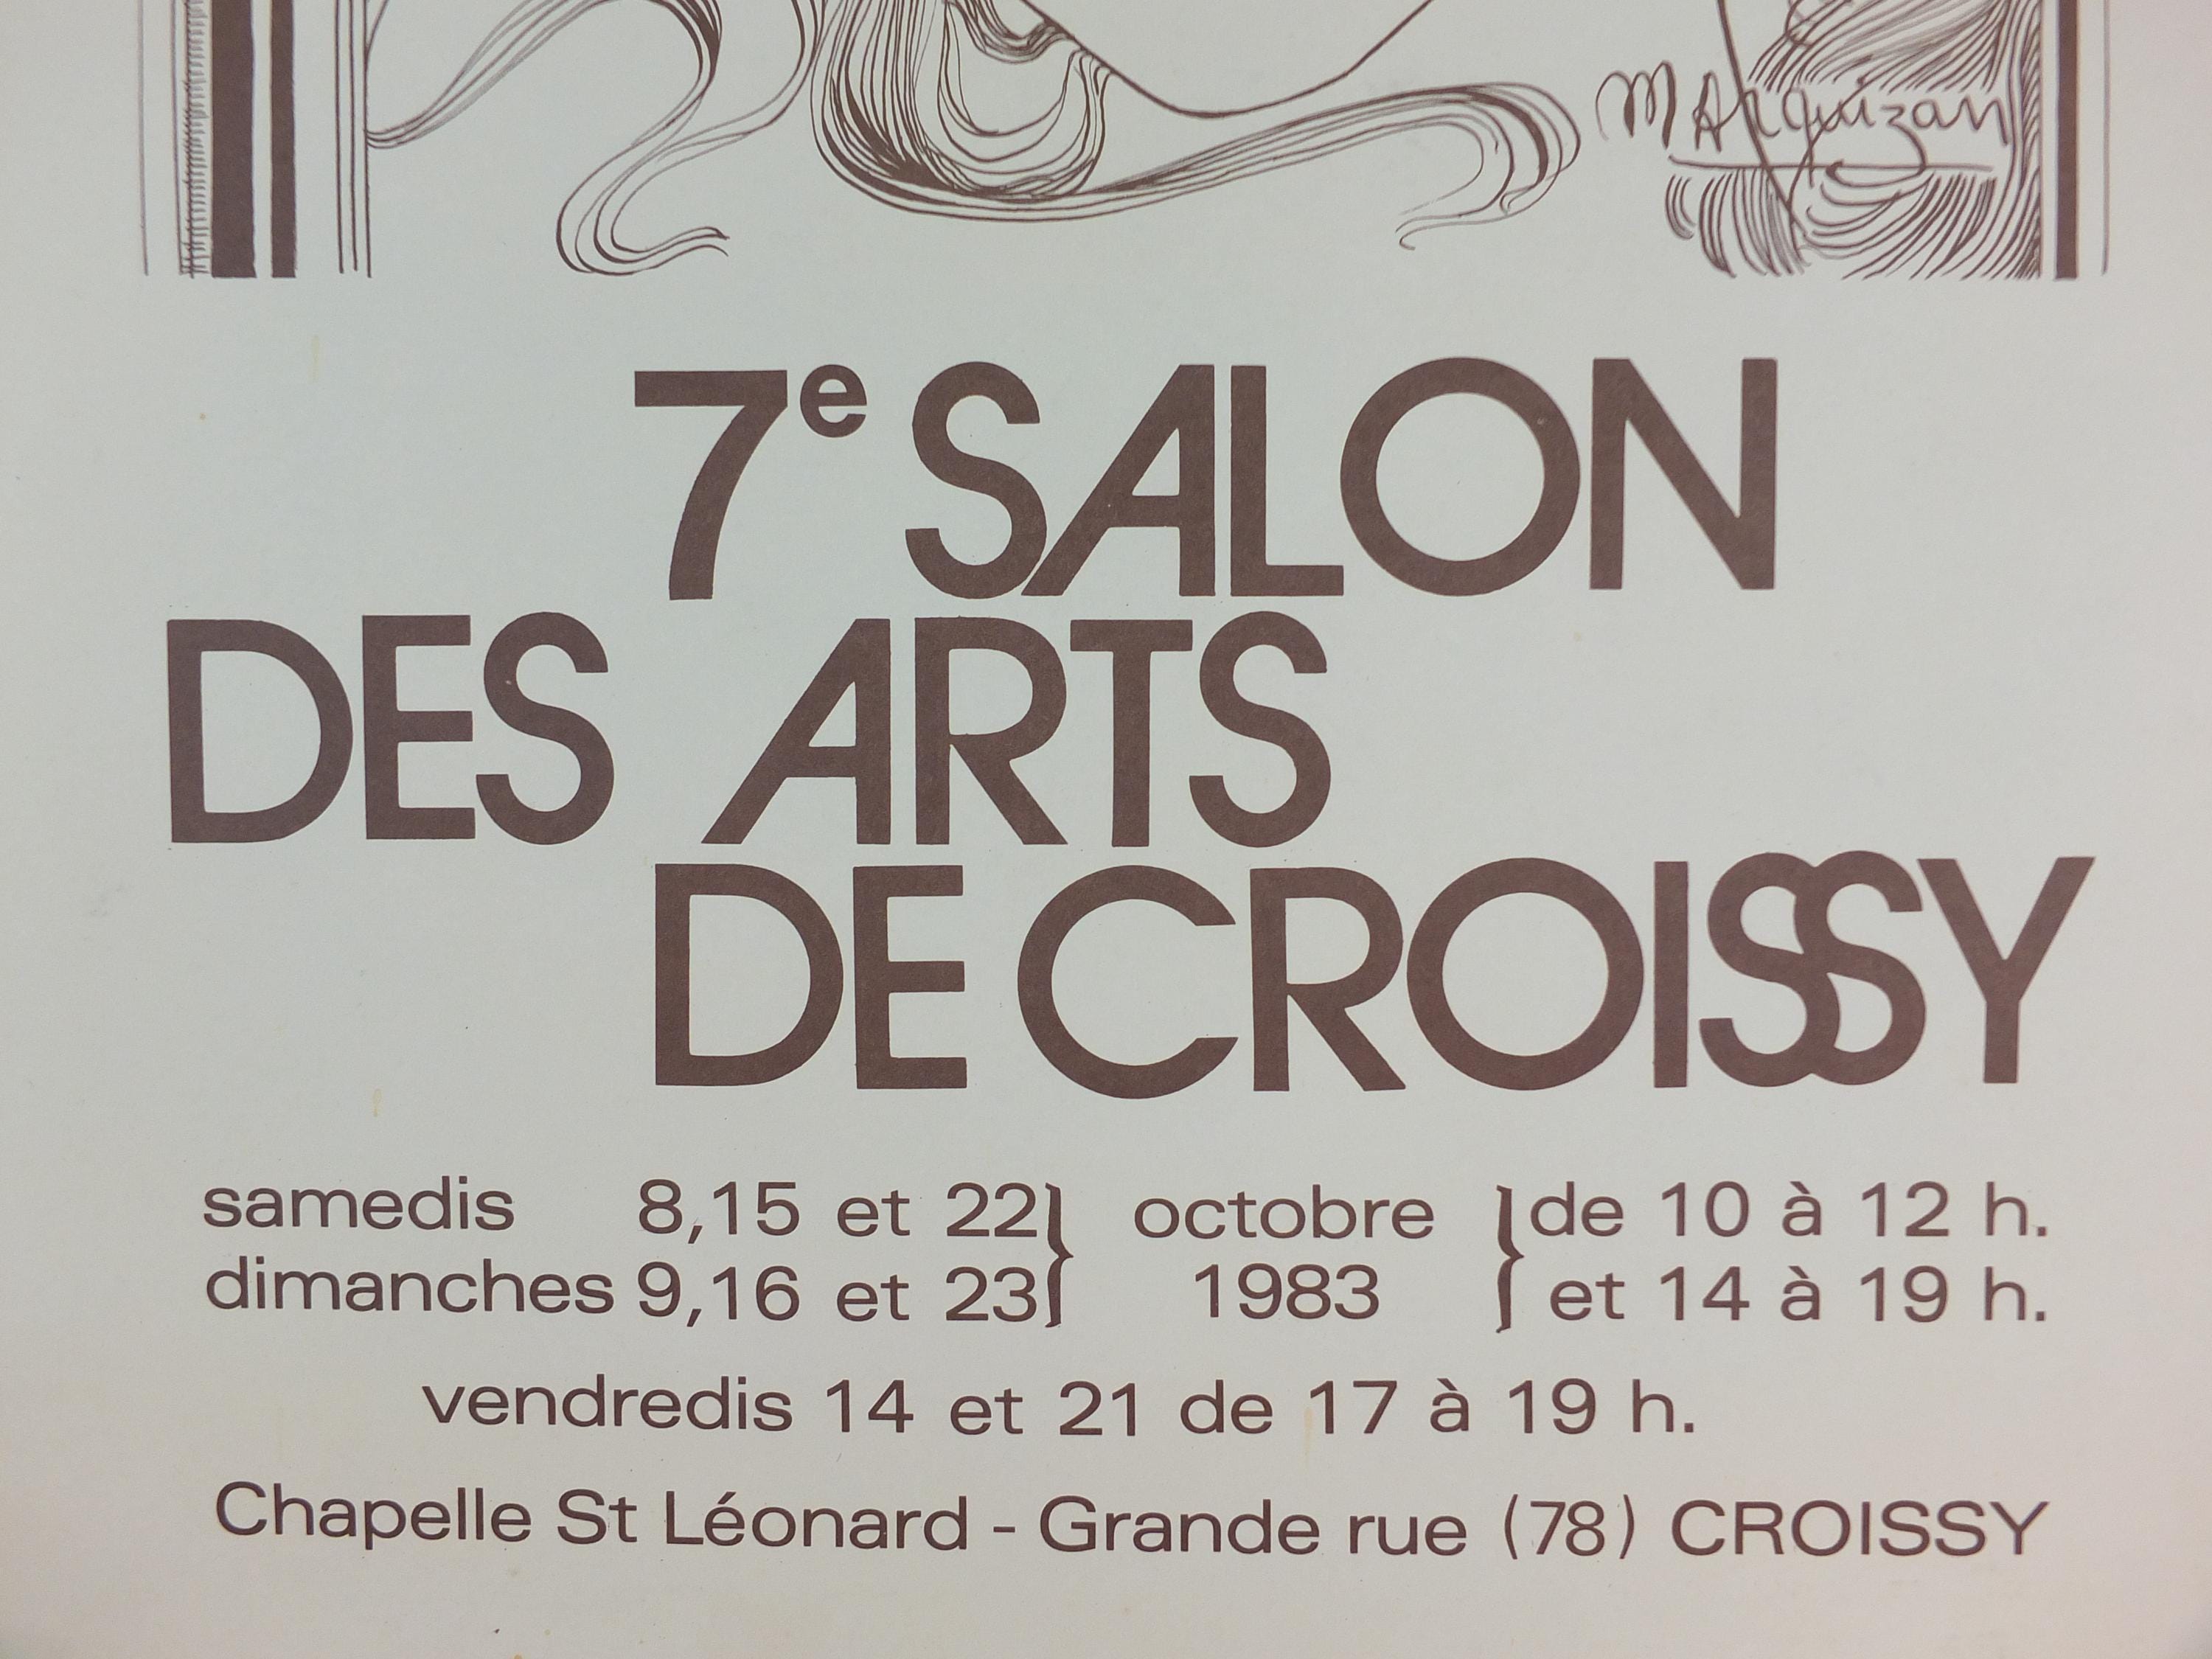 M Arquizan
7e SALON
DES ARTS
DE CROISSY
samedis 8,15 et 22 } octobre } de 10 à 12 h.
dimanches 9,16 et 23 } 1983 } et 14 à 19 h.
vendredis 14 et 21 de 17 à 19 h.
Chapelle St Léonard - Grande rue (78) CROISSY